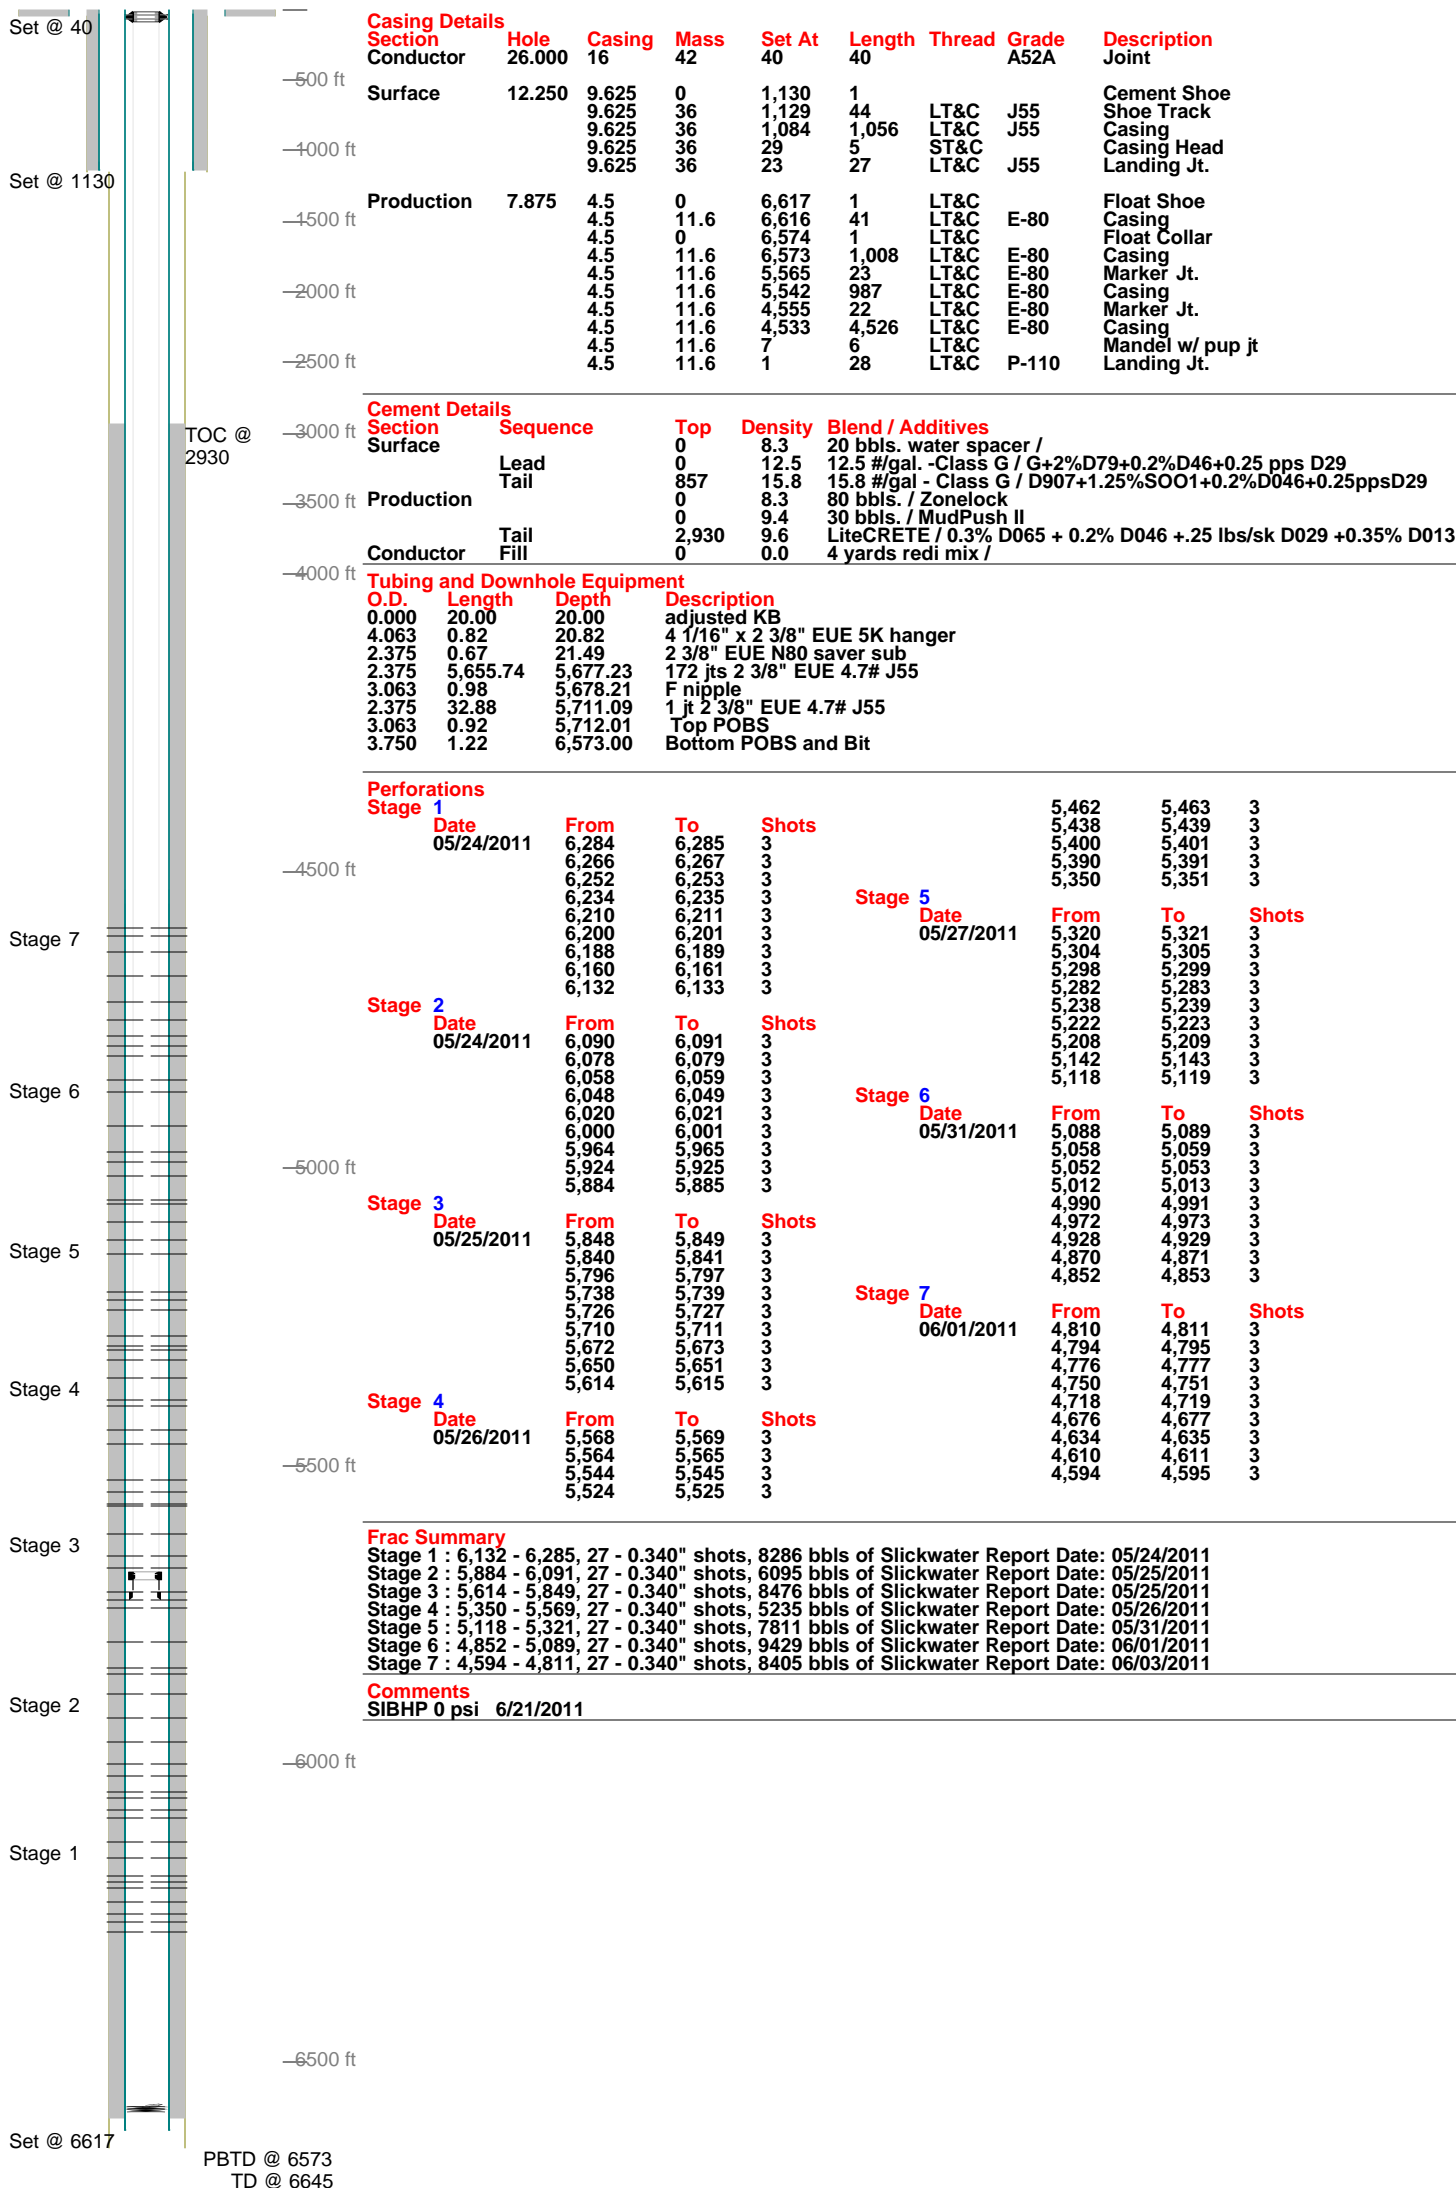 Set @ 40
Set @ 1130
TOC @
2930
Stage 7
Stage 6
Stage 5
Stage 4
Stage 3
Stage 2
Stage 1
Set @ 6617
PBTD @ 6573
TD @ 6645
500 ft
1000 ft
1500 ft
2000 ft
2500 ft
3000 ft
3500 ft
4000 ft
4500 ft
5000 ft
5500 ft
6000 ft
6500 ft
Casing Details
Section Hole Casing Mass Set At Length Thread Grade Description
Conductor 26.000 16 42 40 40 A52A Joint
Surface 12.250 9.625 0 1,130 1 Cement Shoe
9.625 36 1,129 44 LT&C J55 Shoe Track
9.625 36 1,084 1,056 LT&C J55 Casing
9.625 36 29 5 ST&C Casing Head
9.625 36 23 27 LT&C J55 Landing Jt.
Production 7.875 4.5 0 6,617 1 LT&C Float Shoe
4.5 11.6 6,616 41 LT&C E-80 Casing
4.5 0 6,574 1 LT&C Float Collar
4.5 11.6 6,573 1,008 LT&C E-80 Casing
4.5 11.6 5,565 23 LT&C E-80 Marker Jt.
4.5 11.6 5,542 987 LT&C E-80 Casing
4.5 11.6 4,555 22 LT&C E-80 Marker Jt.
4.5 11.6 4,533 4,526 LT&C E-80 Casing
4.5 11.6 7 6 LT&C Mandel w/ pup jt
4.5 11.6 1 28 LT&C P-110 Landing Jt.
Cement Details
Section Sequence Top Density Blend / Additives
Surface 0 8.3 20 bbls. water spacer /
Lead 0 12.5 12.5 #/gal. -Class G / G+2%D79+0.2%D46+0.25 pps D29
Tail 857 15.8 15.8 #/gal - Class G / D907+1.25%SOO1+0.2%D046+0.25ppsD29
Production 0 8.3 80 bbls. / Zonelock
0 9.4 30 bbls. / MudPush II
Tail 2,930 9.6 LiteCRETE / 0.3% D065 + 0.2% D046 +.25 lbs/sk D029 +0.35% D013
Conductor Fill 0 0.0 4 yards redi mix /
Tubing and Downhole Equipment
O.D. Length Depth Description
0.000 20.00 20.00 adjusted KB
4.063 0.82 20.82 4 1/16" x 2 3/8" EUE 5K hanger
2.375 0.67 21.49 2 3/8" EUE N80 saver sub
2.375 5,655.74 5,677.23 172 jts 2 3/8" EUE 4.7# J55
3.063 0.98 5,678.21 F nipple
2.375 32.88 5,711.09 1 jt 2 3/8" EUE 4.7# J55
3.063 0.92 5,712.01 Top POBS
3.750 1.22 6,573.00 Bottom POBS and Bit
Perforations
Stage 1
Date From To Shots
05/24/2011 6,284 6,285 3
6,266 6,267 3
6,252 6,253 3
6,234 6,235 3
6,210 6,211 3
6,200 6,201 3
6,188 6,189 3
6,160 6,161 3
6,132 6,133 3
Stage 2
Date From To Shots
05/24/2011 6,090 6,091 3
6,078 6,079 3
6,058 6,059 3
6,048 6,049 3
6,020 6,021 3
6,000 6,001 3
5,964 5,965 3
5,924 5,925 3
5,884 5,885 3
Stage 3
Date From To Shots
05/25/2011 5,848 5,849 3
5,840 5,841 3
5,796 5,797 3
5,738 5,739 3
5,726 5,727 3
5,710 5,711 3
5,672 5,673 3
5,650 5,651 3
5,614 5,615 3
Stage 4
Date From To Shots
05/26/2011 5,568 5,569 3
5,564 5,565 3
5,544 5,545 3
5,524 5,525 3
5,462 5,463 3
5,438 5,439 3
5,400 5,401 3
5,390 5,391 3
5,350 5,351 3
Stage 5
Date From To Shots
05/27/2011 5,320 5,321 3
5,304 5,305 3
5,298 5,299 3
5,282 5,283 3
5,238 5,239 3
5,222 5,223 3
5,208 5,209 3
5,142 5,143 3
5,118 5,119 3
Stage 6
Date From To Shots
05/31/2011 5,088 5,089 3
5,058 5,059 3
5,052 5,053 3
5,012 5,013 3
4,990 4,991 3
4,972 4,973 3
4,928 4,929 3
4,870 4,871 3
4,852 4,853 3
Stage 7
Date From To Shots
06/01/2011 4,810 4,811 3
4,794 4,795 3
4,776 4,777 3
4,750 4,751 3
4,718 4,719 3
4,676 4,677 3
4,634 4,635 3
4,610 4,611 3
4,594 4,595 3
Frac Summary
Stage 1 : 6,132 - 6,285, 27 - 0.340" shots, 8286 bbls of Slickwater Report Date: 05/24/2011
Stage 2 : 5,884 - 6,091, 27 - 0.340" shots, 6095 bbls of Slickwater Report Date: 05/25/2011
Stage 3 : 5,614 - 5,849, 27 - 0.340" shots, 8476 bbls of Slickwater Report Date: 05/25/2011
Stage 4 : 5,350 - 5,569, 27 - 0.340" shots, 5235 bbls of Slickwater Report Date: 05/26/2011
Stage 5 : 5,118 - 5,321, 27 - 0.340" shots, 7811 bbls of Slickwater Report Date: 05/31/2011
Stage 6 : 4,852 - 5,089, 27 - 0.340" shots, 9429 bbls of Slickwater Report Date: 06/01/2011
Stage 7 : 4,594 - 4,811, 27 - 0.340" shots, 8405 bbls of Slickwater Report Date: 06/03/2011
Comments
SIBHP 0 psi 6/21/2011